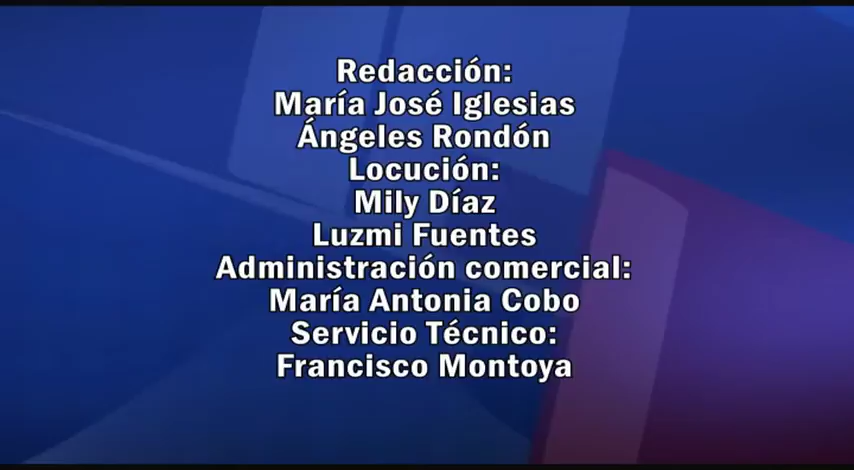 Redacción:
María José Iglesias
Ángeles Rondón
Locución:
Mily Díaz
Luzmi Fuentes
Administración comercial:
María Antonia Cobo
Servicio Técnico:
Francisco Montoya